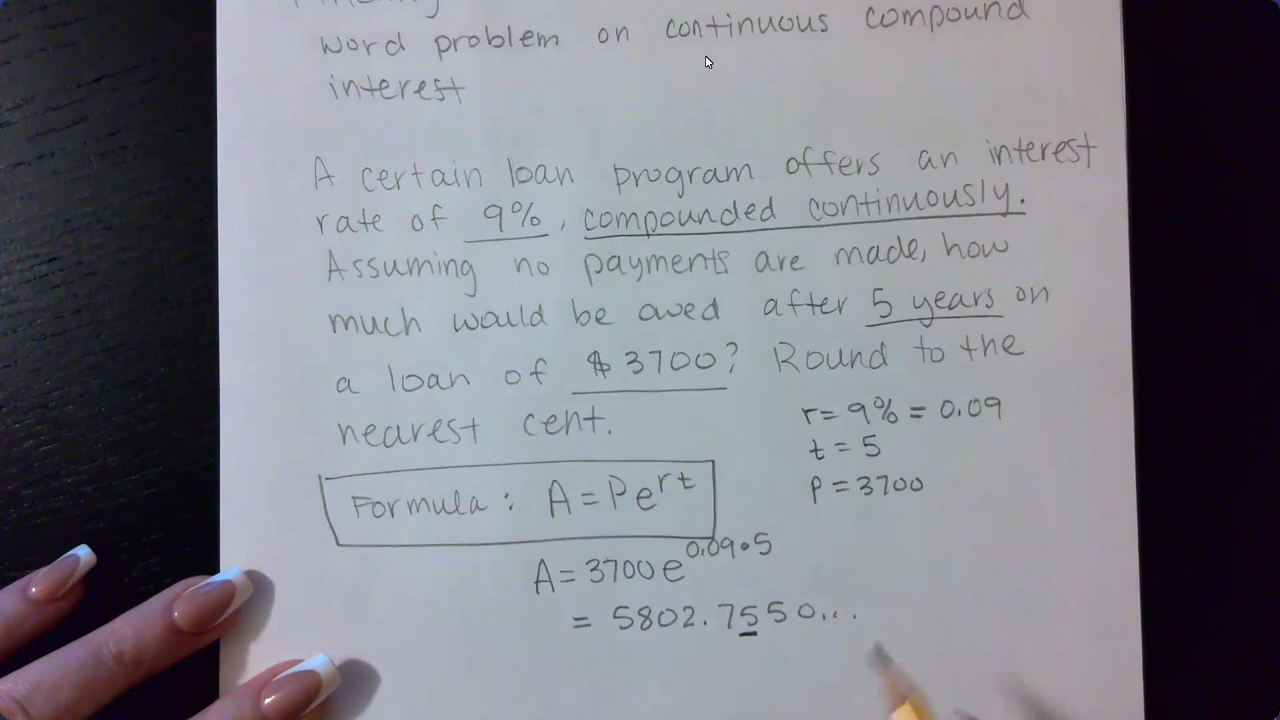 word problem on continuous compound
interest
A certain loan program offers an interest
rate of 9%, compounded continuously.
Assuming no payments are made, how
much would be owed after 5 years on
a loan of $3700? Round to the
nearest cent.
r = 9% = 0.09
t = 5
P = 3700
Formula: A = Pe^rt
A = 3700e^0.09•5
= 5802.7550...